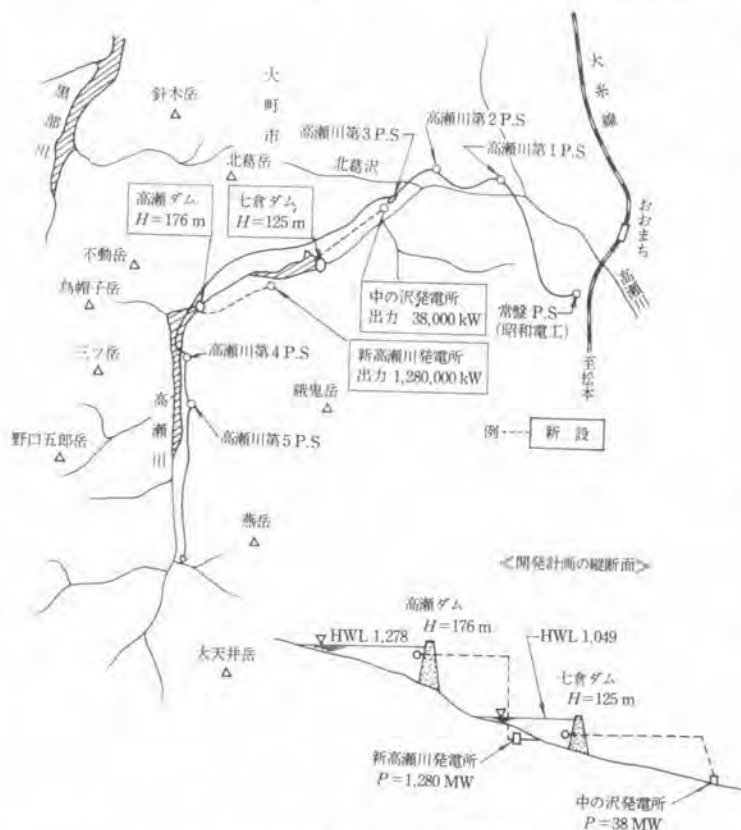 黒部川
針木岳
大町市
大糸線
高瀬川第3P.S
高瀬川第2P.S
高瀬川第1P.S
北葛岳
北葛沢
高瀬ダム
H=176m
七倉ダム
H=125m
おおまち
高瀬川
不動岳
烏帽子岳
中の沢発電所
出力 38,000kW
常盤P.S
(昭和電工)
三ツ岳
高瀬川第4P.S
新高瀬川発電所
出力 1,280,000kW
至松本
餓鬼岳
高瀬川
野口五郎岳
高瀬川第5P.S
例 新設
燕岳
≪開発計画の縦断面≫
高瀬ダム
H=176m
HWL 1,278
HWL 1,049
七倉ダム
H=125m
大天井岳
新高瀬川発電所
P=1,280MW
中の沢発電所
P=38MW